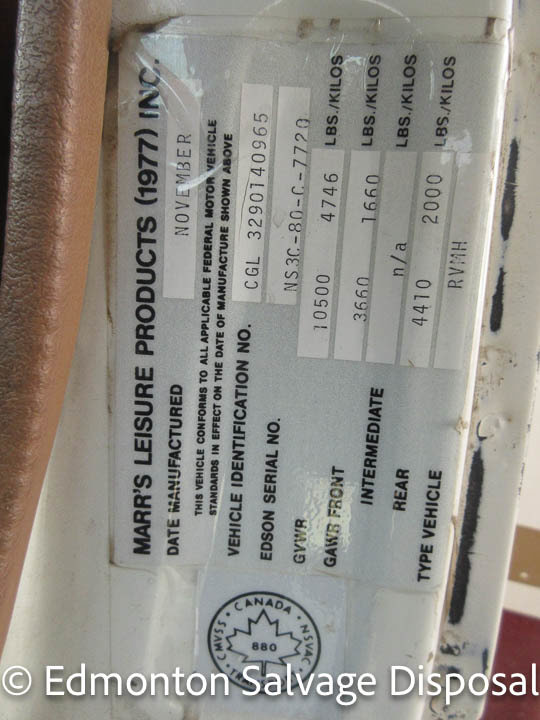 MARR'S LEISURE PRODUCTS (1977) INC.
DATE MANUFACTURED NOVEMBER
THIS VEHICLE CONFORMS TO ALL APPLICABLE FEDERAL MOTOR VEHICLE
STANDARDS IN EFFECT ON THE DATE OF MANUFACTURE SHOWN ABOVE
VEHICLE IDENTIFICATION NO. CGL 3290140965
EDSON SERIAL NO. NS3C-80-C-7720
GVWR 10500 4746 LBS./KILOS
GAWR FRONT 3660 1660 LBS./KILOS
INTERMEDIATE n/a LBS./KILOS
REAR 4410 2000 LBS./KILOS
TYPE VEHICLE RVMH
CANADA
CMVSS NSVAC
880
© Edmonton Salvage Disposal